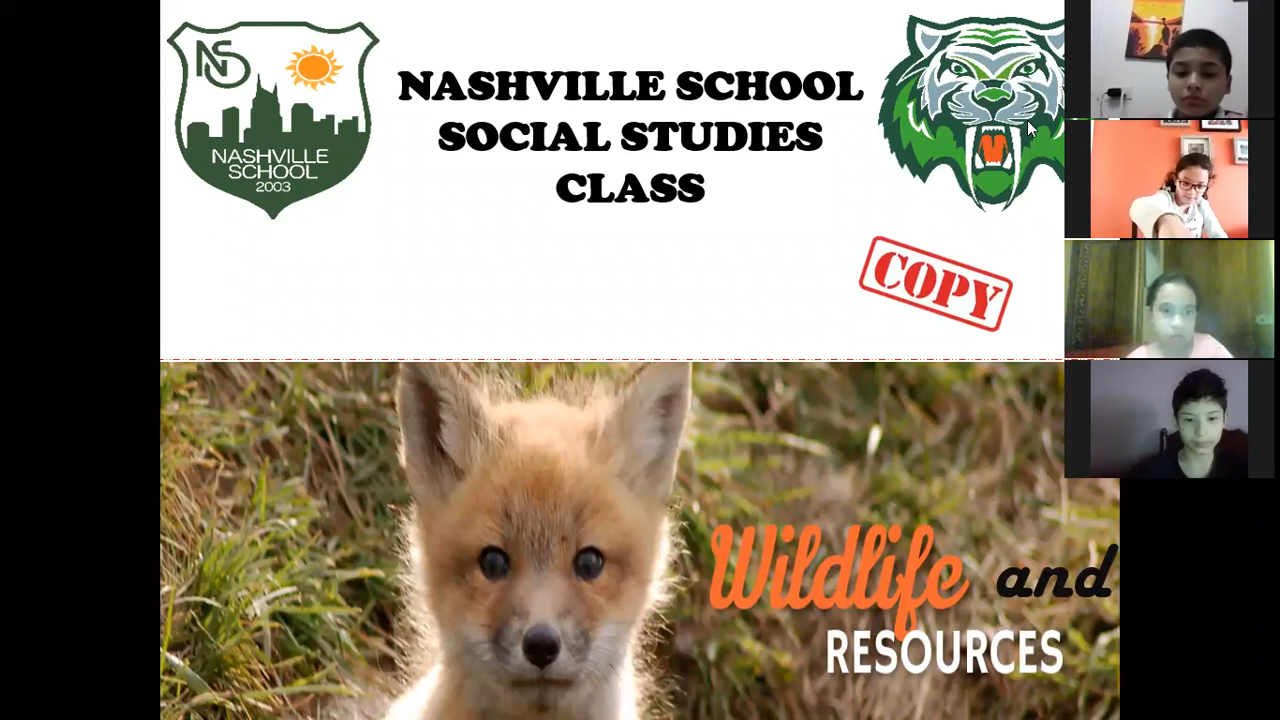 NS
NASHVILLE
SCHOOL
2003
NASHVILLE SCHOOL
SOCIAL STUDIES
CLASS
COPY
Wildlife and
RESOURCES